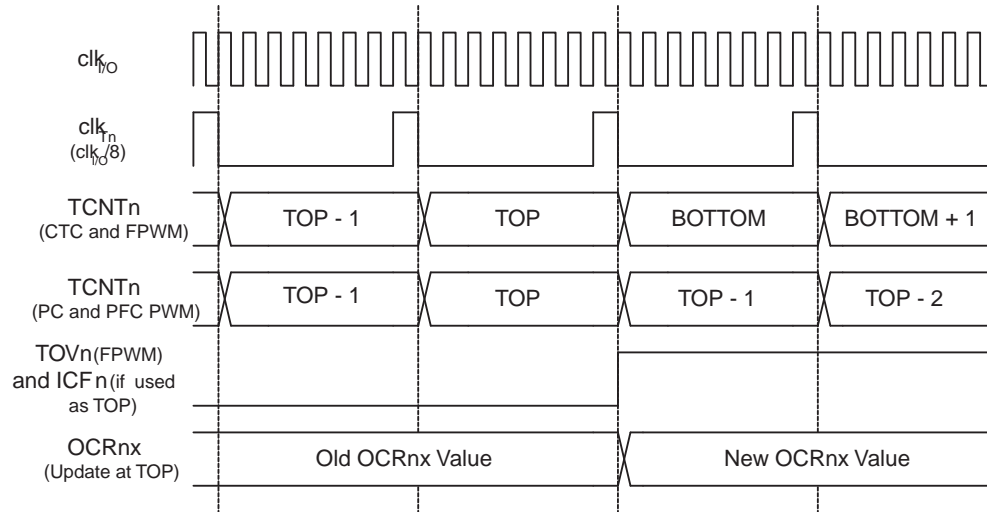 clkI/O
clkTn
(clkI/O/8)
TCNTn
(CTC and FPWM)
TOP - 1
TOP
BOTTOM
BOTTOM + 1
TCNTn
(PC and PFC PWM)
TOP - 1
TOP
TOP - 1
TOP - 2
TOVn(FPWM)
and ICFn(if used
as TOP)
OCRnx
(Update at TOP)
Old OCRnx Value
New OCRnx Value